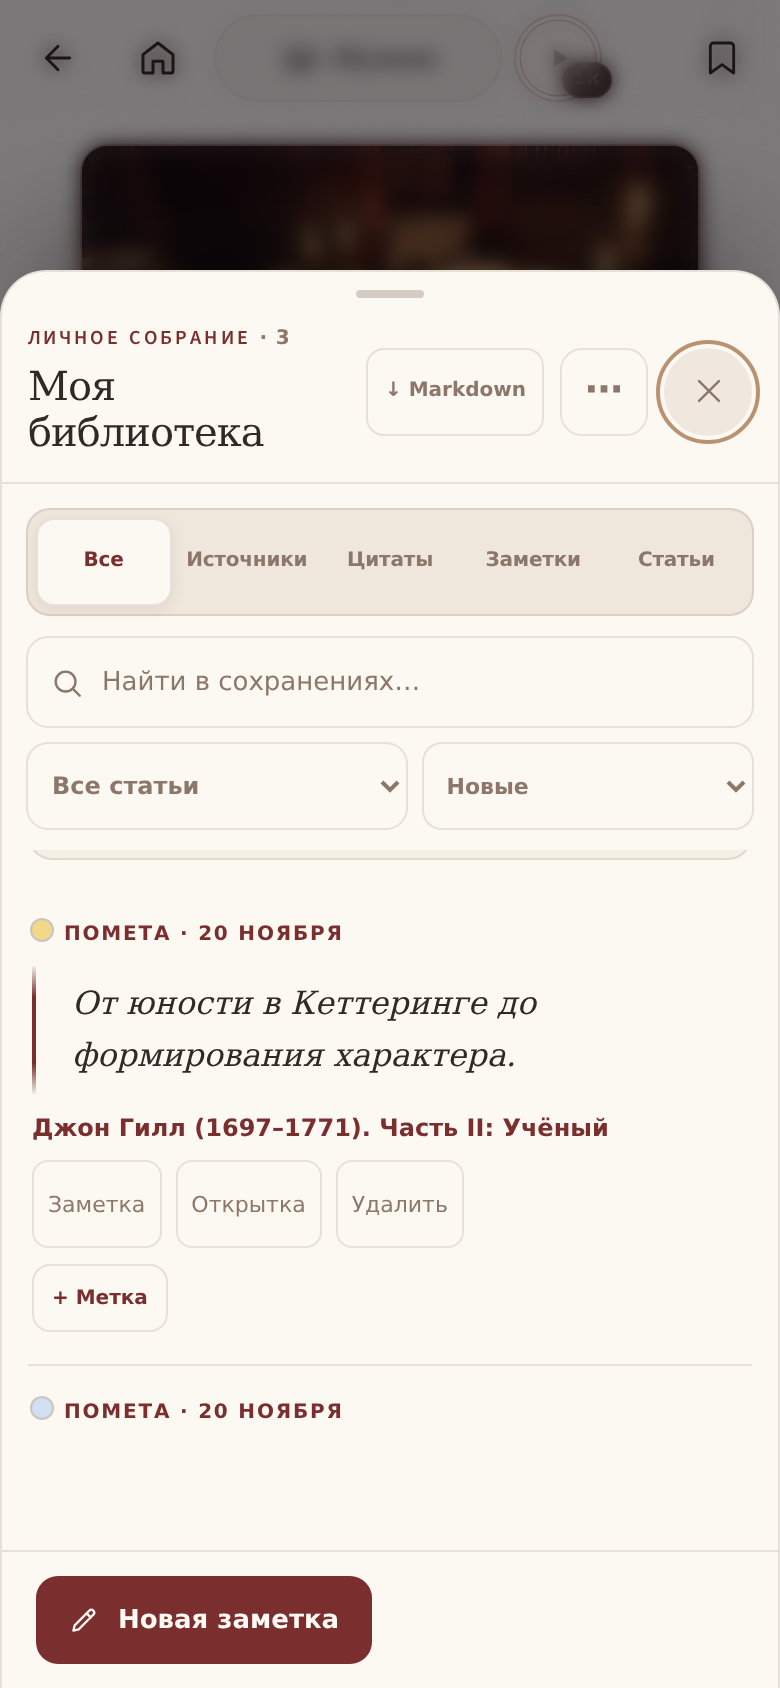 ЛИЧНОЕ СОБРАНИЕ · 3
Моя
библиотека
↓ Markdown
Все
Источники
Цитаты
Заметки
Статьи
Найти в сохранениях...
Все статьи
Новые
ПОМЕТА · 20 НОЯБРЯ
От юности в Кеттеринге до
формирования характера.
Джон Гилл (1697–1771). Часть II: Учёный
Заметка
Открытка
Удалить
+ Метка
ПОМЕТА · 20 НОЯБРЯ
Новая заметка